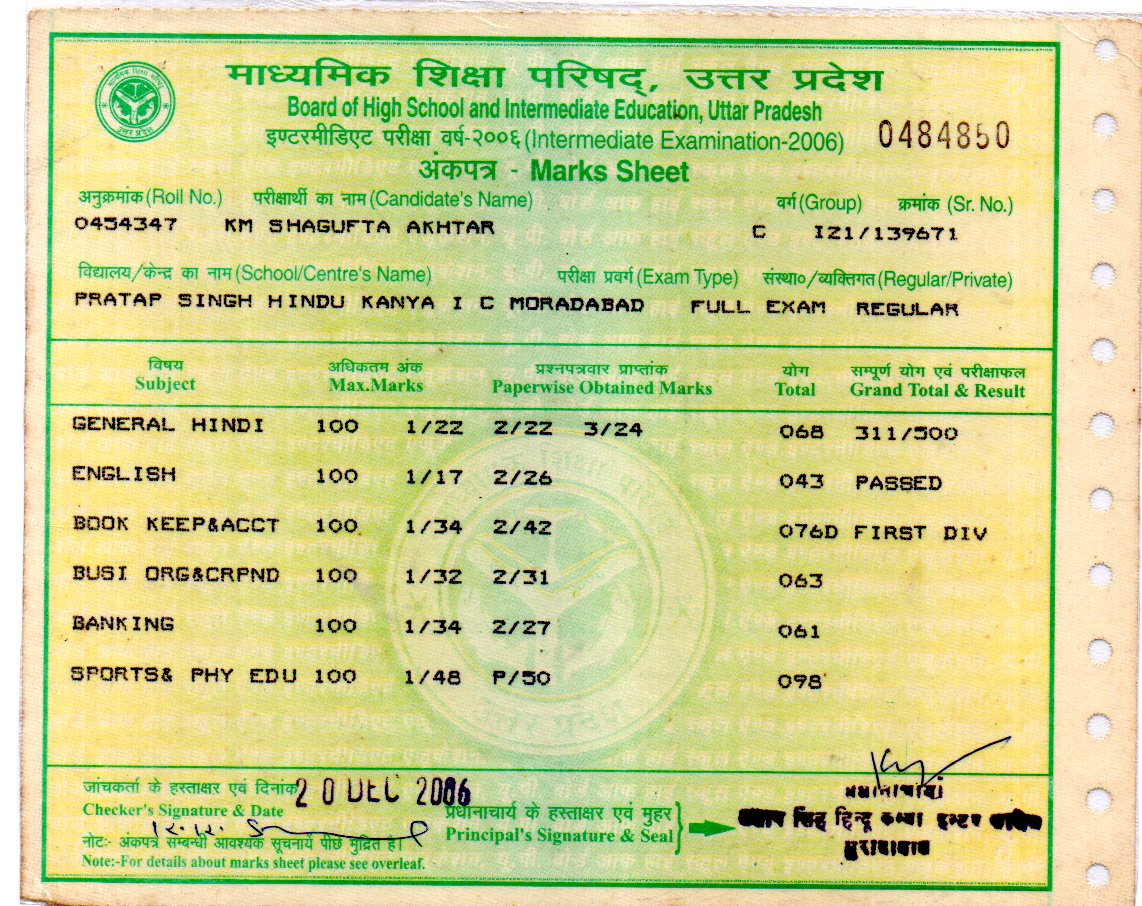 माध्यमिक शिक्षा परिषद्, उत्तर प्रदेश
Board of High School and Intermediate Education, Uttar Pradesh
इण्टरमीडिएट परीक्षा वर्ष-२००६ (Intermediate Examination-2006) 0484850
अंकपत्र - Marks Sheet
अनुक्रमांक (Roll No.) परीक्षार्थी का नाम (Candidate's Name) वर्ग (Group) क्रमांक (Sr. No.)
0454347 KM SHAGUFTA AKHTAR C I21/139671
विद्यालय/केन्द्र का नाम (School/Centre's Name) परीक्षा प्रवर्ग (Exam Type) संस्था०/व्यक्तिगत (Regular/Private)
PRATAP SINGH HINDU KANYA I C MORADABAD FULL EXAM REGULAR
विषय अधिकतम अंक प्रश्नपत्रवार प्राप्तांक योग सम्पूर्ण योग एवं परीक्षाफल
Subject Max.Marks Paperwise Obtained Marks Total Grand Total & Result
GENERAL HINDI 100 1/22 2/22 3/24 068 311/500
ENGLISH 100 1/17 2/26 043 PASSED
BOOK KEEP&ACCT 100 1/34 2/42 076D FIRST DIV
BUSI ORG&CRPND 100 1/32 2/31 063
BANKING 100 1/34 2/27 061
SPORTS& PHY EDU 100 1/48 P/50 098
जांचकर्ता के हस्ताक्षर एवं दिनांक 20 DEC 2006
Checker's Signature & Date
प्रधानाचार्य के हस्ताक्षर एवं मुहर
Principal's Signature & Seal
प्रधानाचार्या
प्रताप सिंह हिन्दू कन्या इण्टर कालिज
मुरादाबाद
नोट:- अंकपत्र सम्बन्धी आवश्यक सूचनायें पीछे मुद्रित है।
Note:-For details about marks sheet please see overleaf.